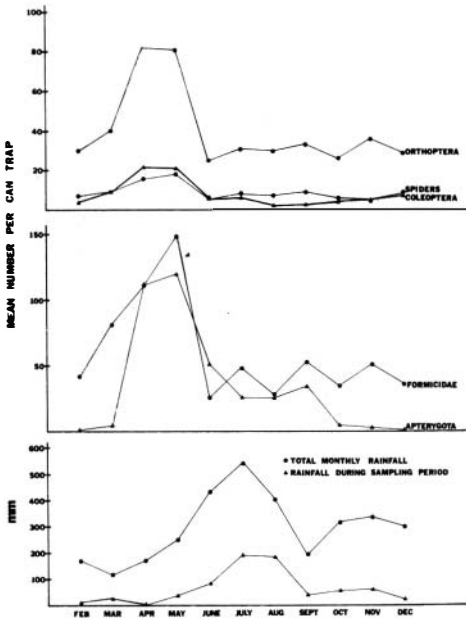 MEAN NUMBER PER CAN TRAP
100
80
60
40
20
ORTHOPTERA
SPIDERS
COLEOPTERA
150
100
50
FORMICIDAE
APTERYGOTA
mm
600
500
400
300
200
100
TOTAL MONTHLY RAINFALL
RAINFALL DURING SAMPLING PERIOD
FEB MAR APR MAY JUNE JULY AUG SEPT OCT NOV DEC